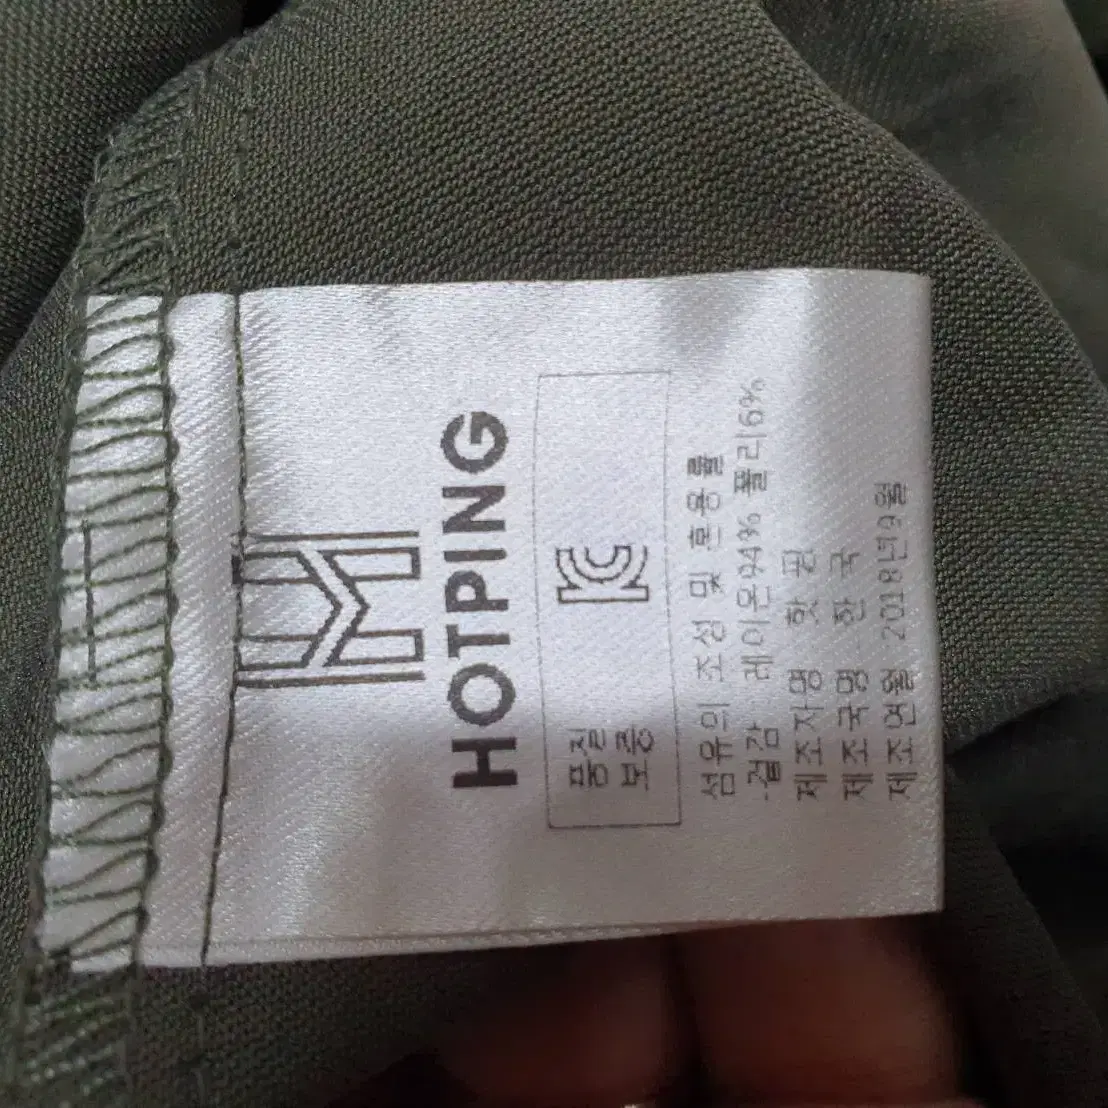 HOTPING
품질
보증
섬유의 조성 및 혼용률
겉감 레이온94% 폴리6%
제조자명 핫 핑
제조국명 한 국
제조연월 2018년9월